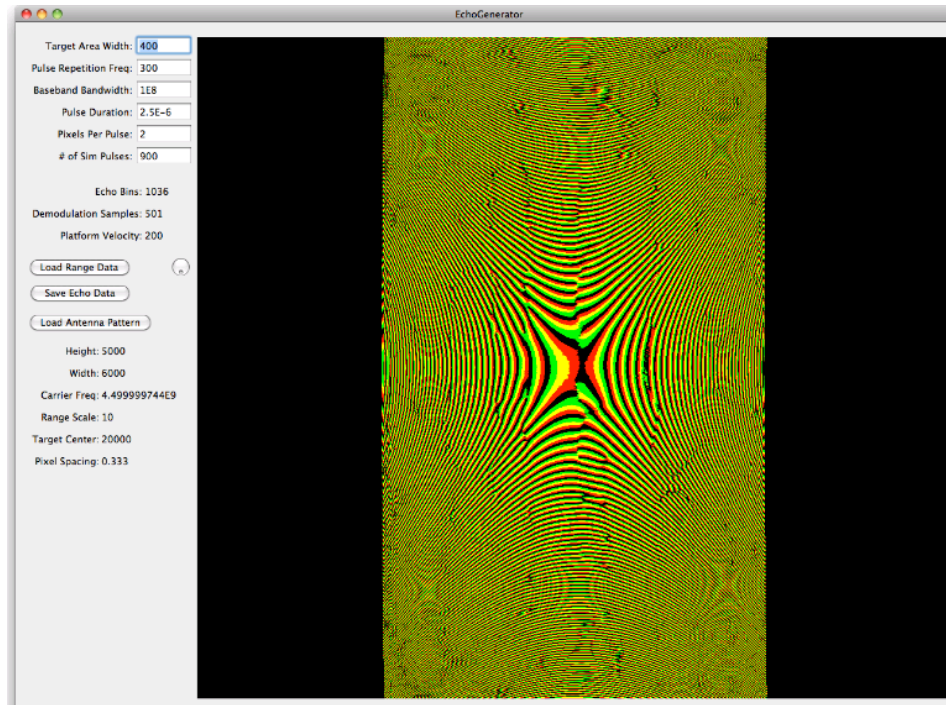 EchoGenerator
Target Area Width: 400
Pulse Repetition Freq: 300
Baseband Bandwidth: 1E8
Pulse Duration: 2.5E-6
Pixels Per Pulse: 2
# of Sim Pulses: 900
Echo Bins: 1036
Demodulation Samples: 501
Platform Velocity: 200
Load Range Data
Save Echo Data
Load Antenna Pattern
Height: 5000
Width: 6000
Carrier Freq: 4.499999744E9
Range Scale: 10
Target Center: 20000
Pixel Spacing: 0.333